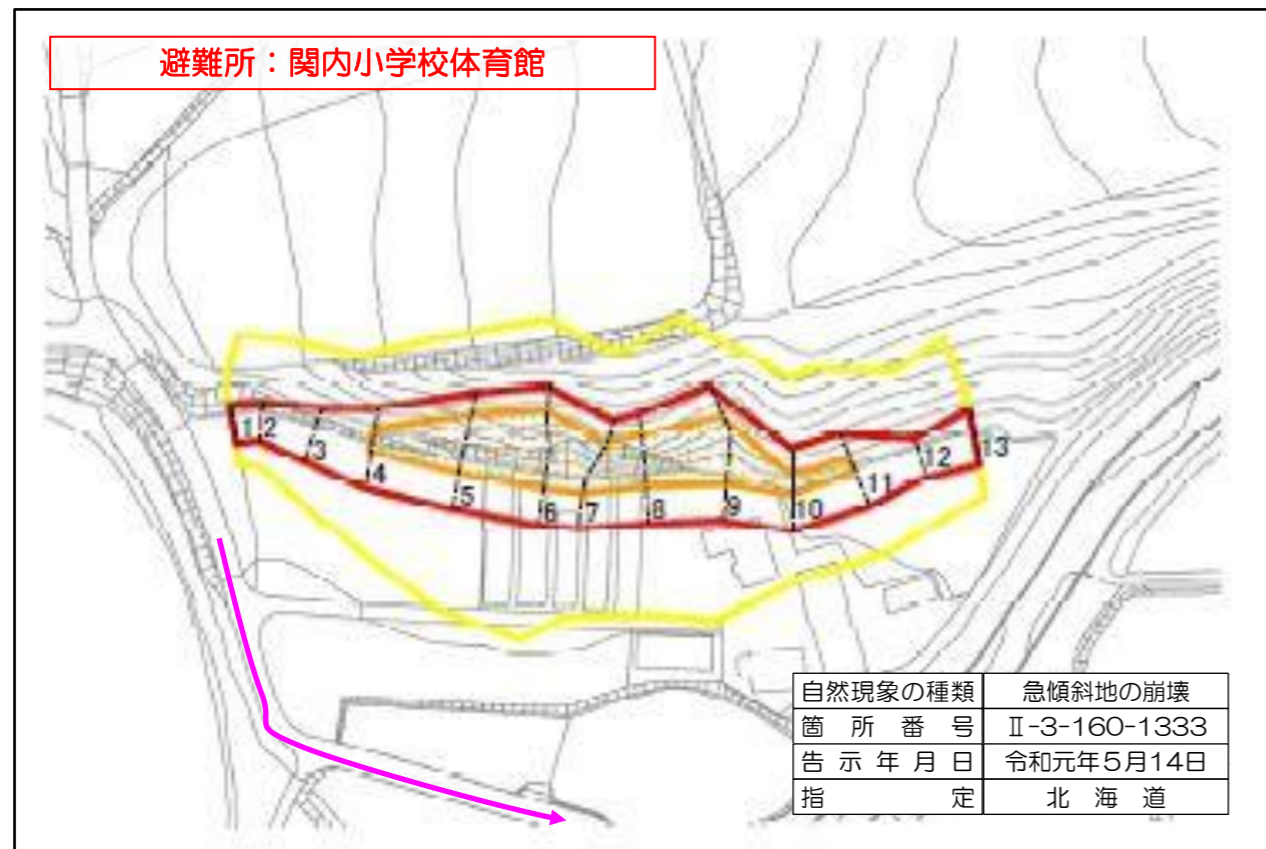 避難所：関内小学校体育館
1
2
3
4
5
6
7
8
9
10
11
12
13
自然現象の種類 急傾斜地の崩壊
箇所番号 Ⅱ-3-160-1333
告示年月日 令和元年5月14日
指定 北海道